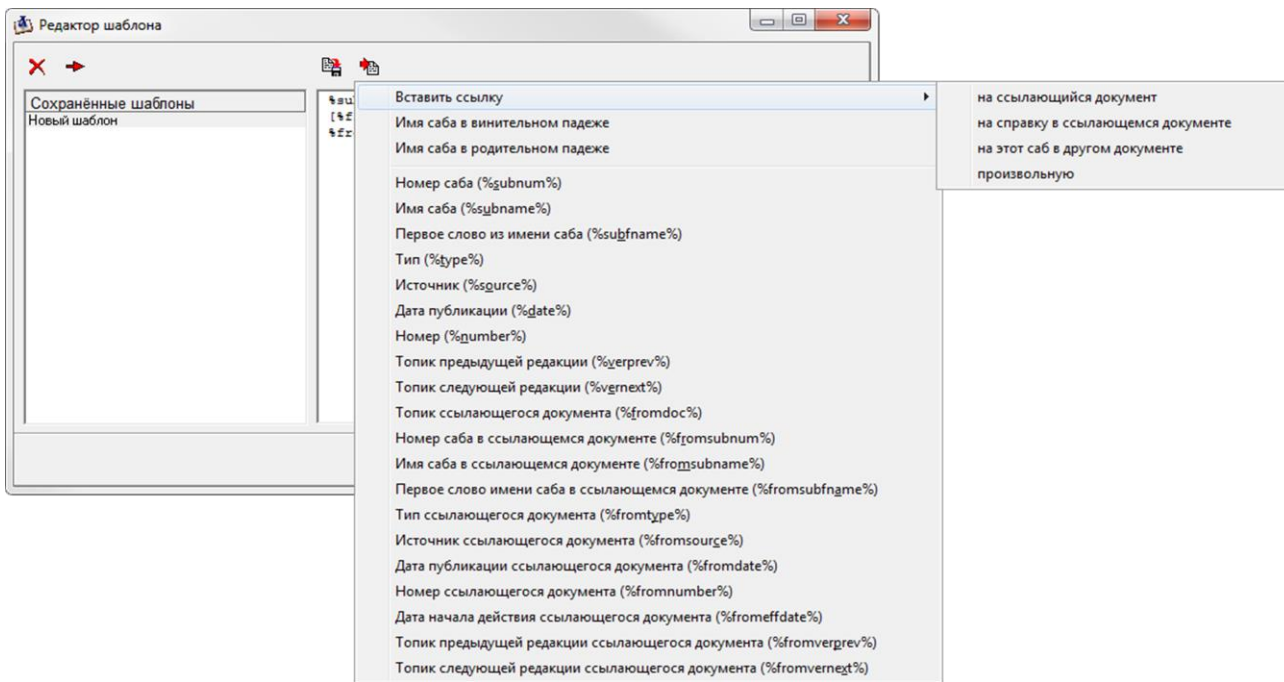 Редактор шаблона
Сохранённые шаблоны
Новый шаблон
%su
[%f
%fr
Вставить ссылку
Имя саба в винительном падеже
Имя саба в родительном падеже
Номер саба (%subnum%)
Имя саба (%subname%)
Первое слово из имени саба (%subfname%)
Тип (%type%)
Источник (%source%)
Дата публикации (%date%)
Номер (%number%)
Топик предыдущей редакции (%verprev%)
Топик следующей редакции (%vernext%)
Топик ссылающегося документа (%fromdoc%)
Номер саба в ссылающемся документе (%fromsubnum%)
Имя саба в ссылающемся документе (%fromsubname%)
Первое слово имени саба в ссылающемся документе (%fromsubfname%)
Тип ссылающегося документа (%fromtype%)
Источник ссылающегося документа (%fromsource%)
Дата публикации ссылающегося документа (%fromdate%)
Номер ссылающегося документа (%fromnumber%)
Дата начала действия ссылающегося документа (%fromeffdate%)
Топик предыдущей редакции ссылающегося документа (%fromverprev%)
Топик следующей редакции ссылающегося документа (%fromvernext%)
на ссылающийся документ
на справку в ссылающемся документе
на этот саб в другом документе
произвольную